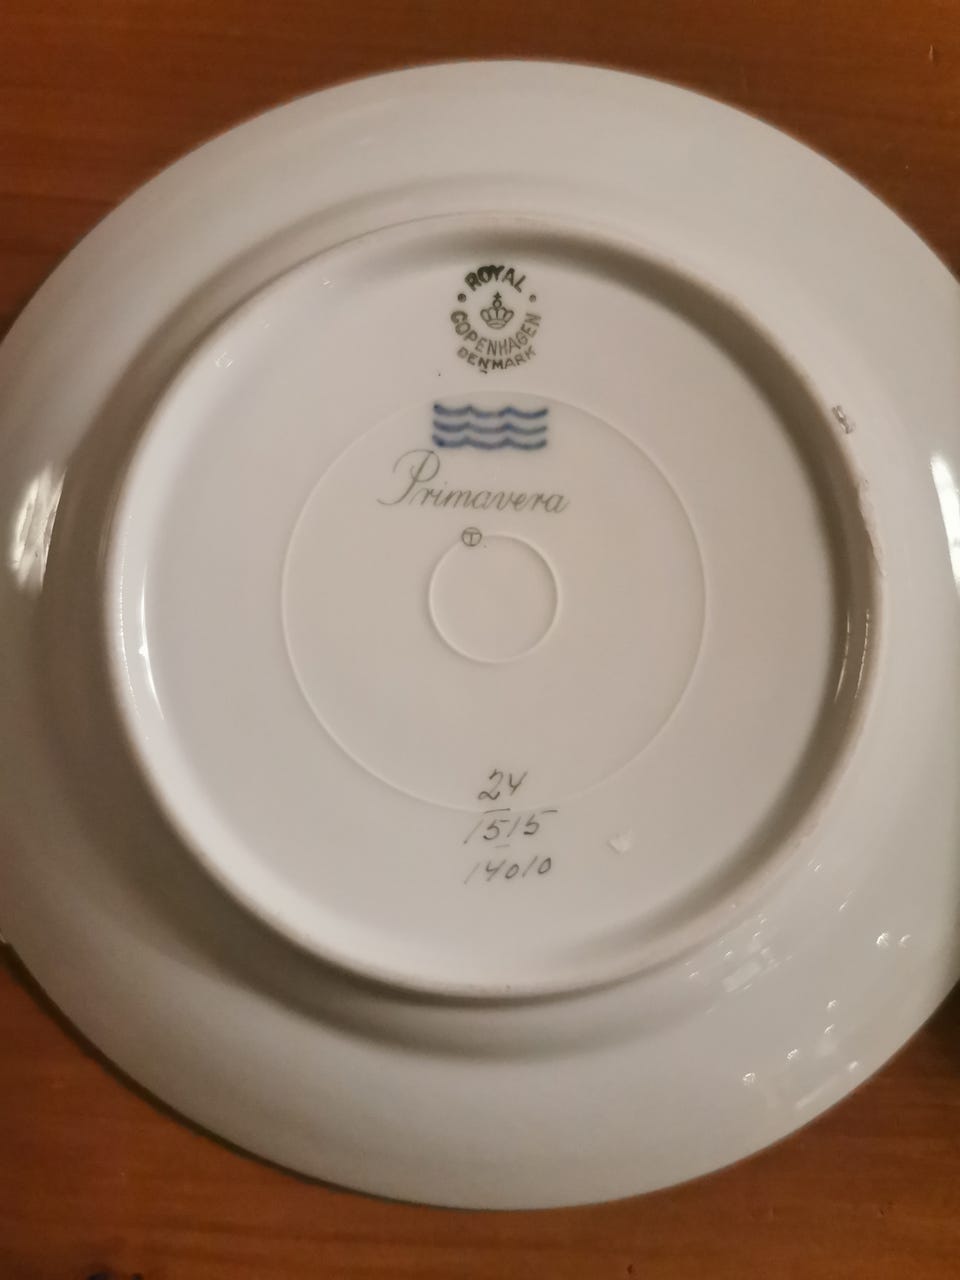 ROYAL
COPENHAGEN
DENMARK
Primavera
T
24
1515
14010